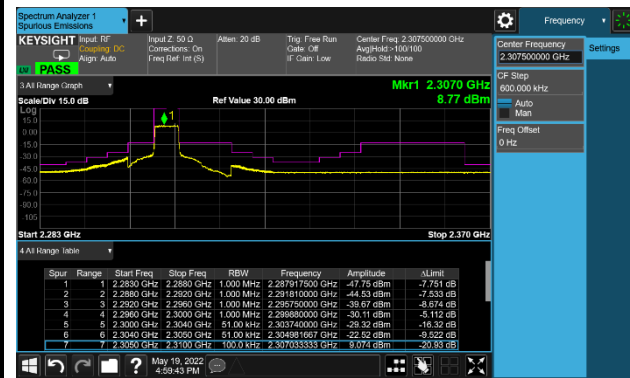 Spectrum Analyzer 1
Spurious Emissions
Frequency
KEYSIGHT Input: RF Input Z: 50 Ω Atten: 20 dB Trig: Free Run Center Freq: 2.307500000 GHz
Coupling: DC Corrections: On Gate: Off Avg|Hold:>100/100
Align: Auto Freq Ref: Int (S) IF Gain: Low Radio Std: None
PASS
Center Frequency
2.307500000 GHz
Settings
CF Step
600.000 kHz
Auto
Man
Freq Offset
0 Hz
3 All Range Graph Mkr1 2.3070 GHz
Scale/Div 15.0 dB Ref Value 30.00 dBm 8.77 dBm
Log
15.0
0.00
-15.0
-30.0
-45.0
-60.0
-75.0
-90.0
-105
1
Start 2.283 GHz Stop 2.370 GHz
4 All Range Table
Spur Range Start Freq Stop Freq RBW Frequency Amplitude ΔLimit
1 1 2.2830 GHz 2.2880 GHz 1.000 MHz 2.287917500 GHz -47.75 dBm -7.751 dB
2 2 2.2880 GHz 2.2920 GHz 1.000 MHz 2.291810000 GHz -44.53 dBm -7.533 dB
3 3 2.2920 GHz 2.2960 GHz 1.000 MHz 2.295750000 GHz -39.67 dBm -8.674 dB
4 4 2.2960 GHz 2.3000 GHz 1.000 MHz 2.299880000 GHz -30.11 dBm -5.112 dB
5 5 2.3000 GHz 2.3040 GHz 51.00 kHz 2.303740000 GHz -29.32 dBm -16.32 dB
6 6 2.3040 GHz 2.3050 GHz 51.00 kHz 2.304981667 GHz -22.52 dBm -9.522 dB
7 7 2.3050 GHz 2.3100 GHz 100.0 kHz 2.307033333 GHz 9.074 dBm -20.93 dB
May 19, 2022
4:59:43 PM